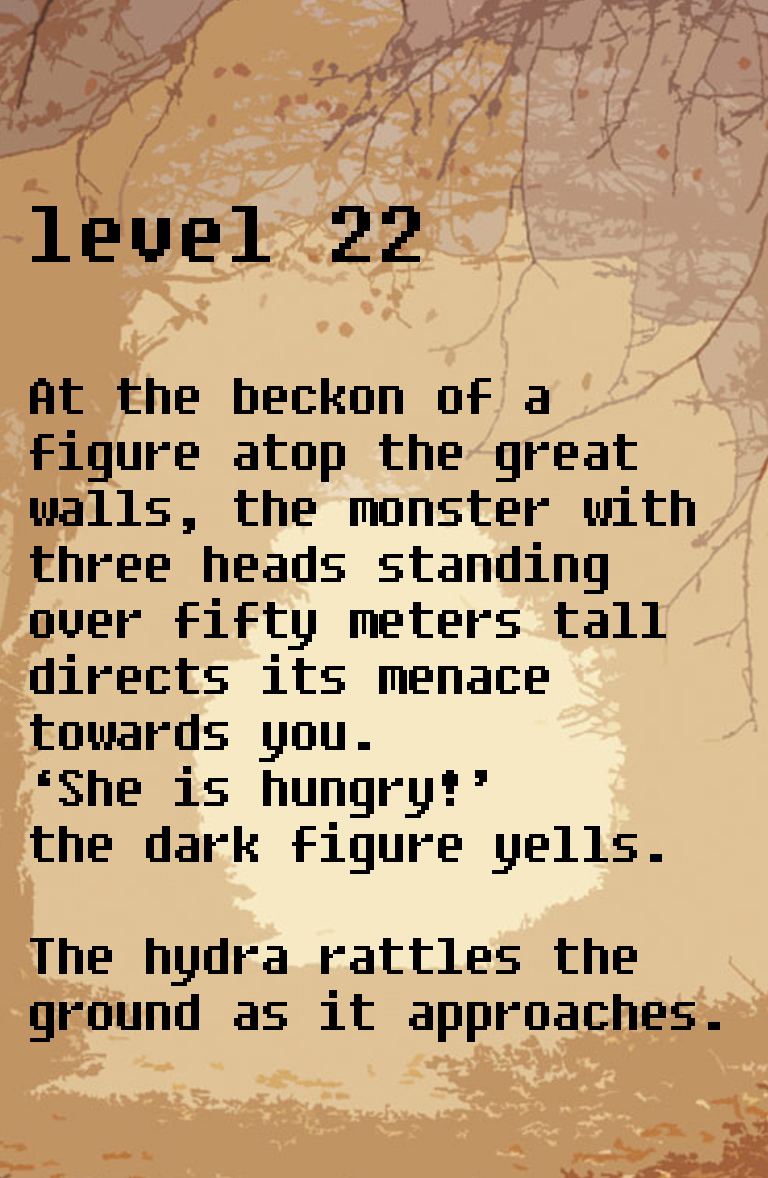 level 22
At the beckon of a
figure atop the great
walls, the monster with
three heads standing
over fifty meters tall
directs its menace
towards you.
‘She is hungry!’
the dark figure yells.
The hydra rattles the
ground as it approaches.